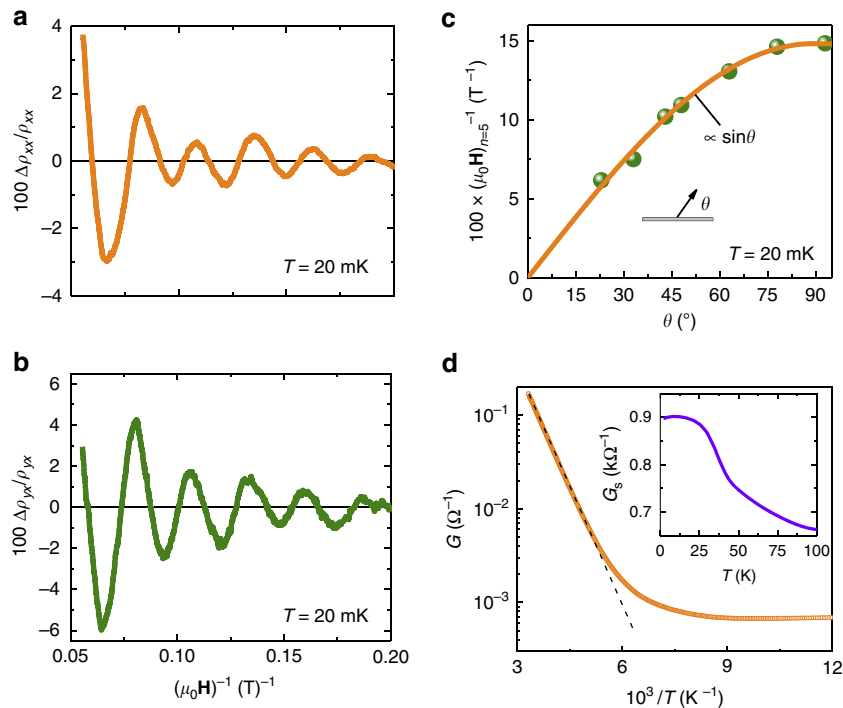 a
4
2
0
−2
−4
100 Δρxx/ρxx
T = 20 mK
b
6
4
2
0
−2
−4
−6
100 Δρyx/ρyx
T = 20 mK
0.05 0.10 0.15 0.20
(μ₀H)⁻¹ (T)⁻¹
c
15
10
5
0
100 × (μ₀H)n=5⁻¹ (T⁻¹)
∝ sinθ
θ
T = 20 mK
0 15 30 45 60 75 90
θ (°)
d
10⁻¹
10⁻²
10⁻³
G (Ω⁻¹)
0.9
0.8
0.7
Gs (kΩ⁻¹)
0 25 50 75 100
T (K)
3 6 9 12
10³/T (K⁻¹)